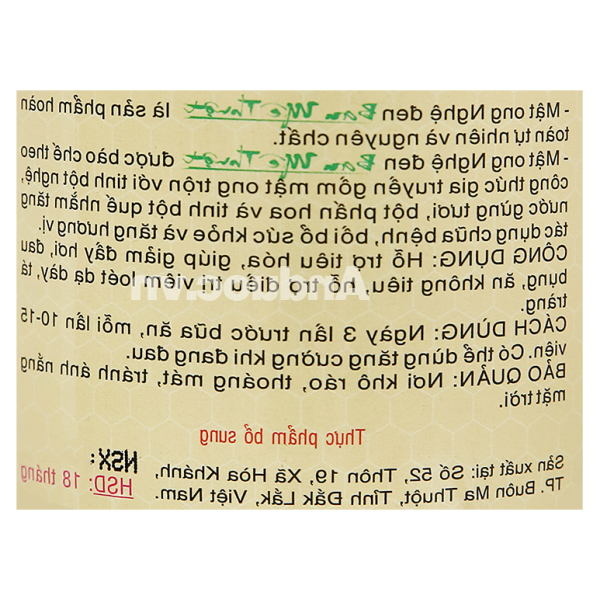 - Mật ong Nghệ đen Ban Mê Thuột là sản phẩm hoàn
toàn tự nhiên và nguyên chất.
- Mật ong Nghệ đen Ban Mê Thuột được bào chế theo
công thức gia truyền gồm mật ong trộn với tinh bột nghệ,
nước gừng tươi, bột phấn hoa và tinh bột quế nhằm tăng
tác dụng chữa bệnh, bồi bổ sức khỏe và tăng hương vị.
CÔNG DỤNG: Hỗ trợ tiêu hóa, giúp giảm đầy hơi, đau
bụng, ăn không tiêu, hỗ trợ điều trị viêm loét dạ dày, tá
tràng.
CÁCH DÙNG: Ngày 3 lần trước bữa ăn, mỗi lần 10-15
viên. Có thể dùng tăng cường khi đang đau.
BẢO QUẢN: Nơi khô ráo, thoáng mát, tránh ánh nắng
mặt trời.
Andauoc.vn
Thực phẩm bổ sung
Sản xuất tại: Số 52, Thôn 19, Xã Hòa Khánh,
TP. Buôn Ma Thuột, Tỉnh Đắk Lắk, Việt Nam.
NSX:
HSD: 18 tháng